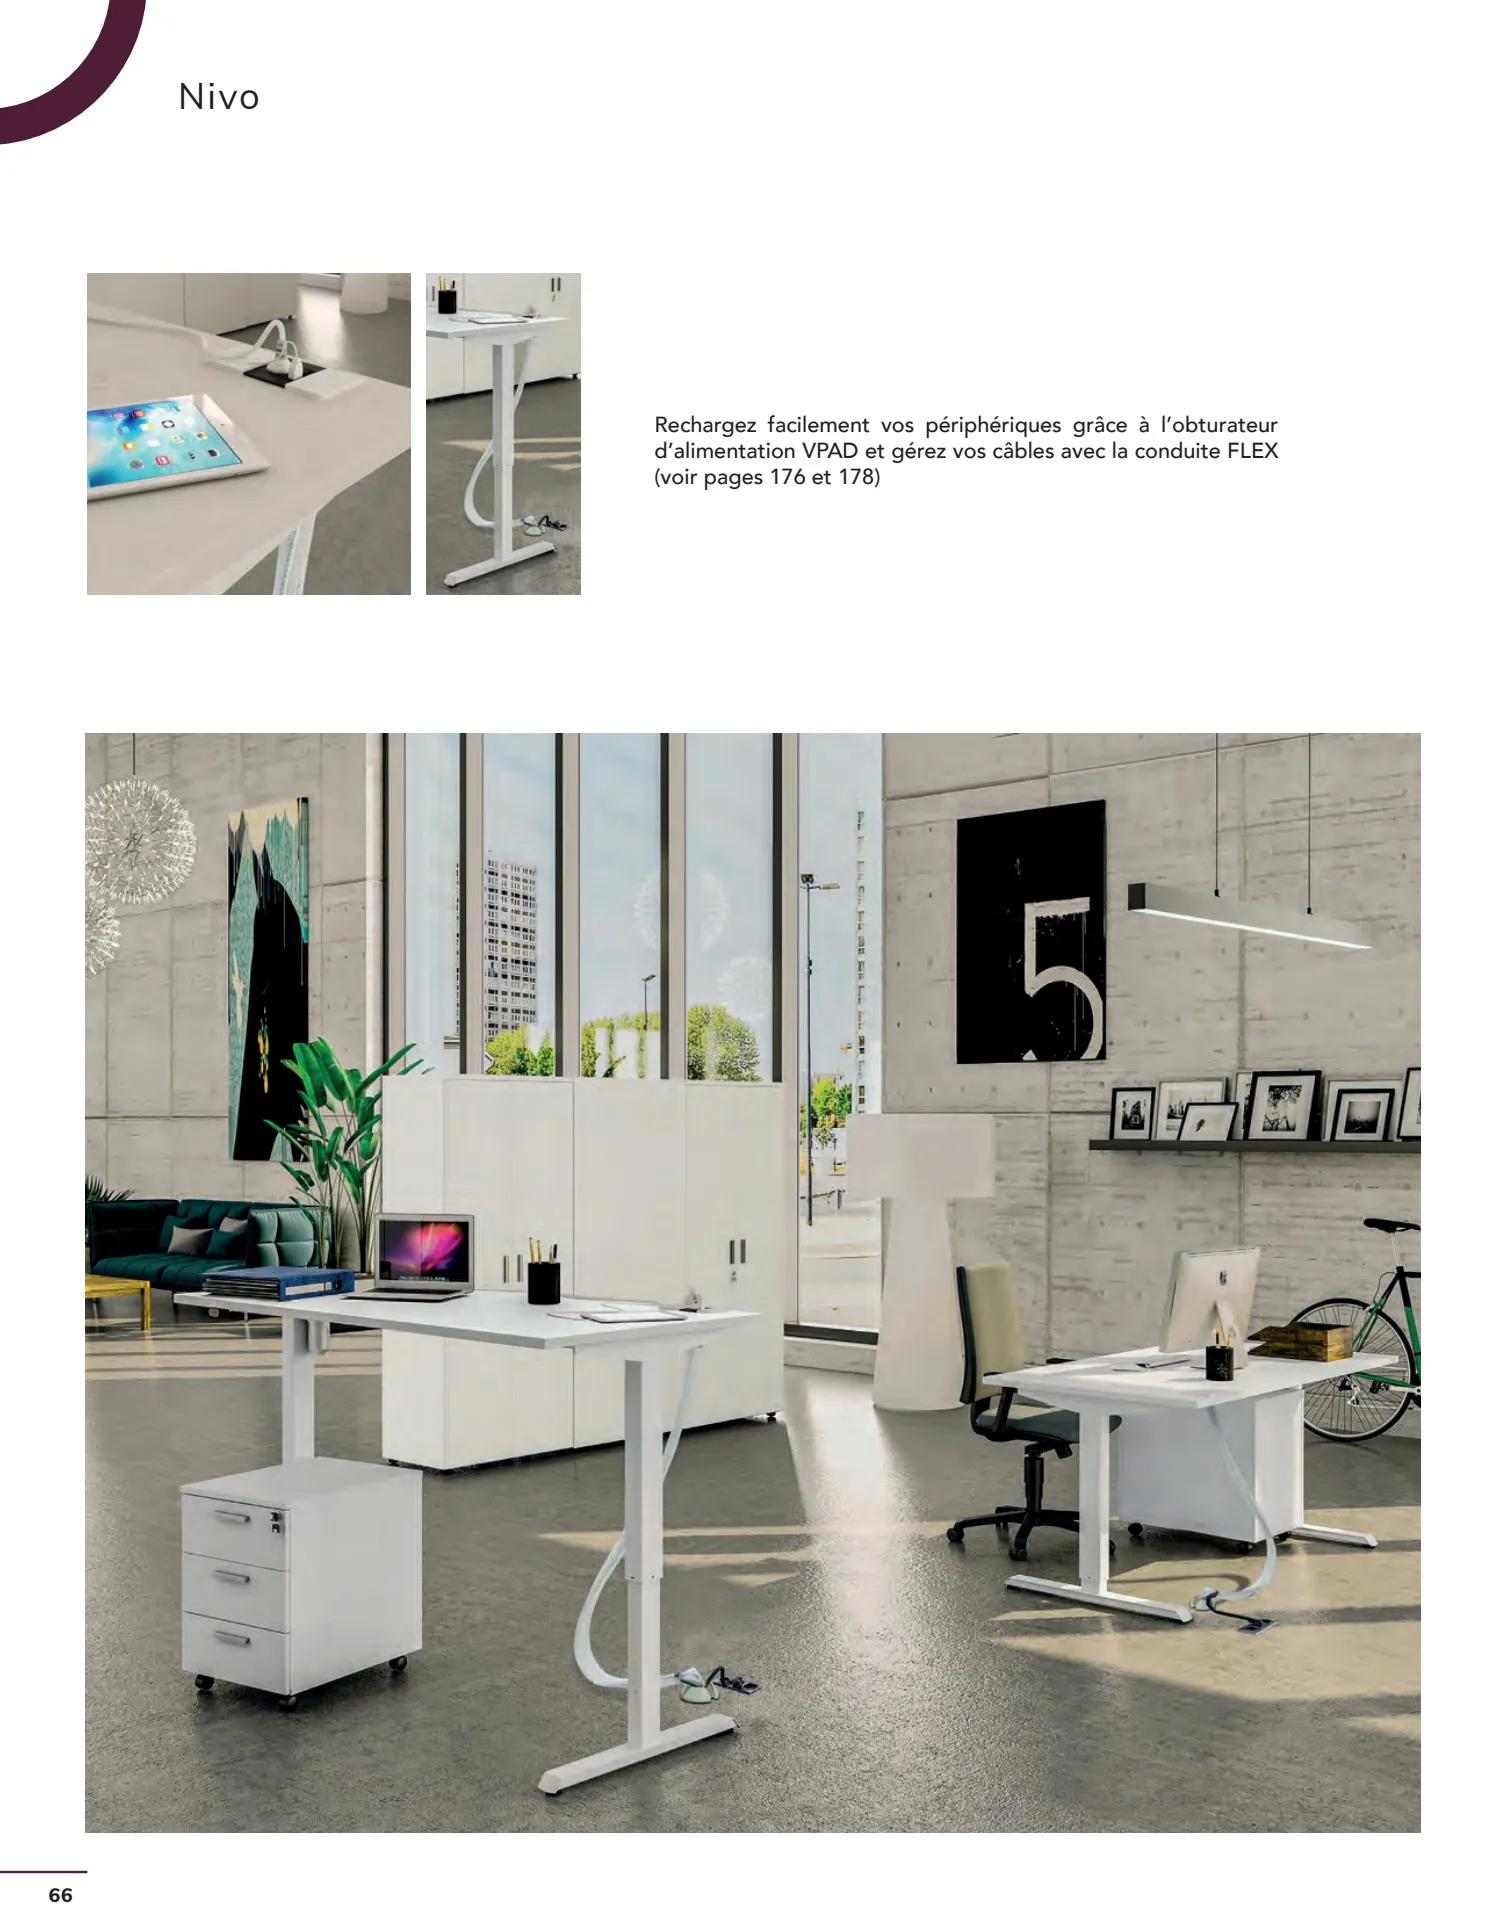 Nivo
Rechargez facilement vos périphériques grâce à l’obturateur
d’alimentation VPAD et gérez vos câbles avec la conduite FLEX
(voir pages 176 et 178)
5
66